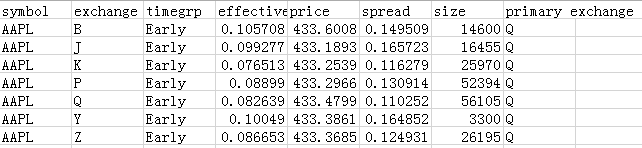 symbol exchange timegrp effective price spread size primary exchange
AAPL B Early 0.105708 433.6008 0.149509 14600 Q
AAPL J Early 0.099277 433.1893 0.165723 16455 Q
AAPL K Early 0.076513 433.2539 0.116279 25970 Q
AAPL P Early 0.08899 433.2966 0.130914 52394 Q
AAPL Q Early 0.082639 433.4799 0.110252 56105 Q
AAPL Y Early 0.10049 433.3861 0.164852 3300 Q
AAPL Z Early 0.086653 433.3685 0.124931 26195 Q